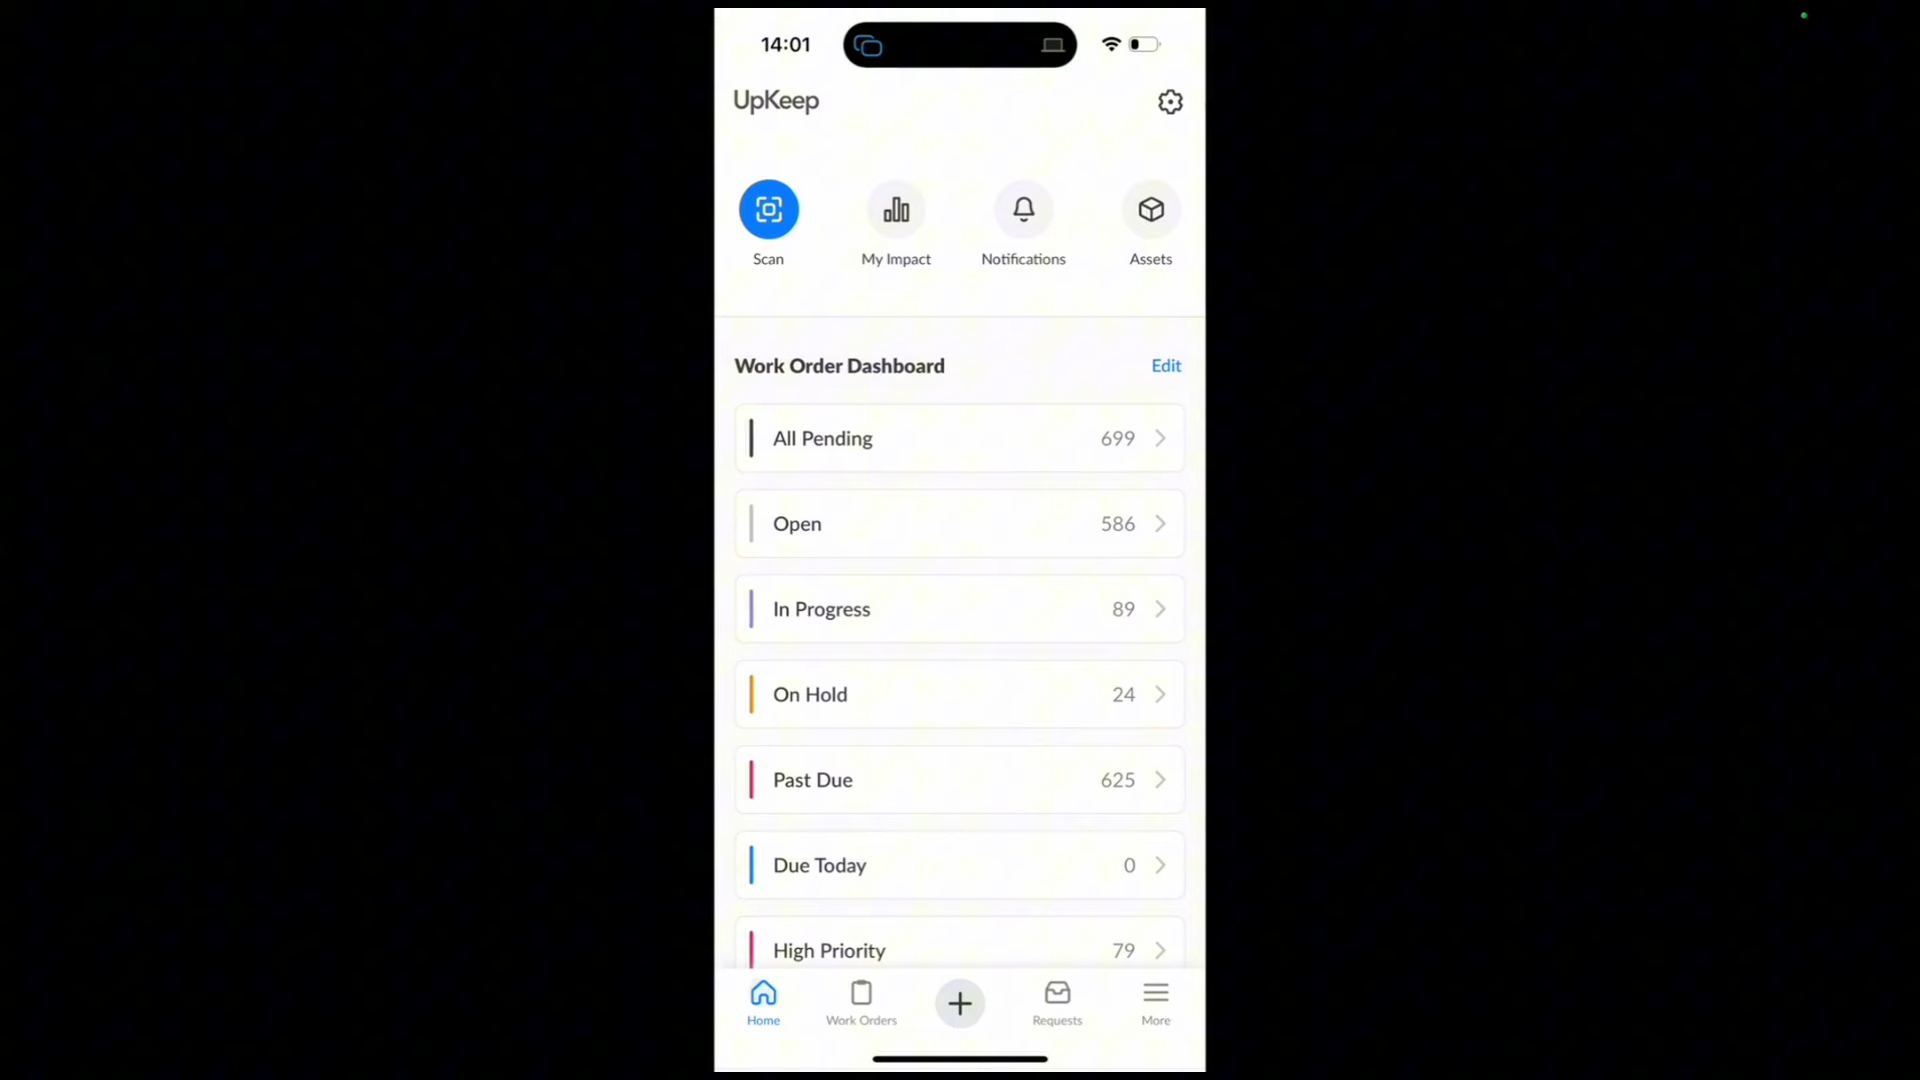 14:01
UpKeep
Scan
My Impact
Notifications
Assets
Work Order Dashboard
Edit
All Pending 699
Open 586
In Progress 89
On Hold 24
Past Due 625
Due Today 0
High Priority 79
Home
Work Orders
Requests
More